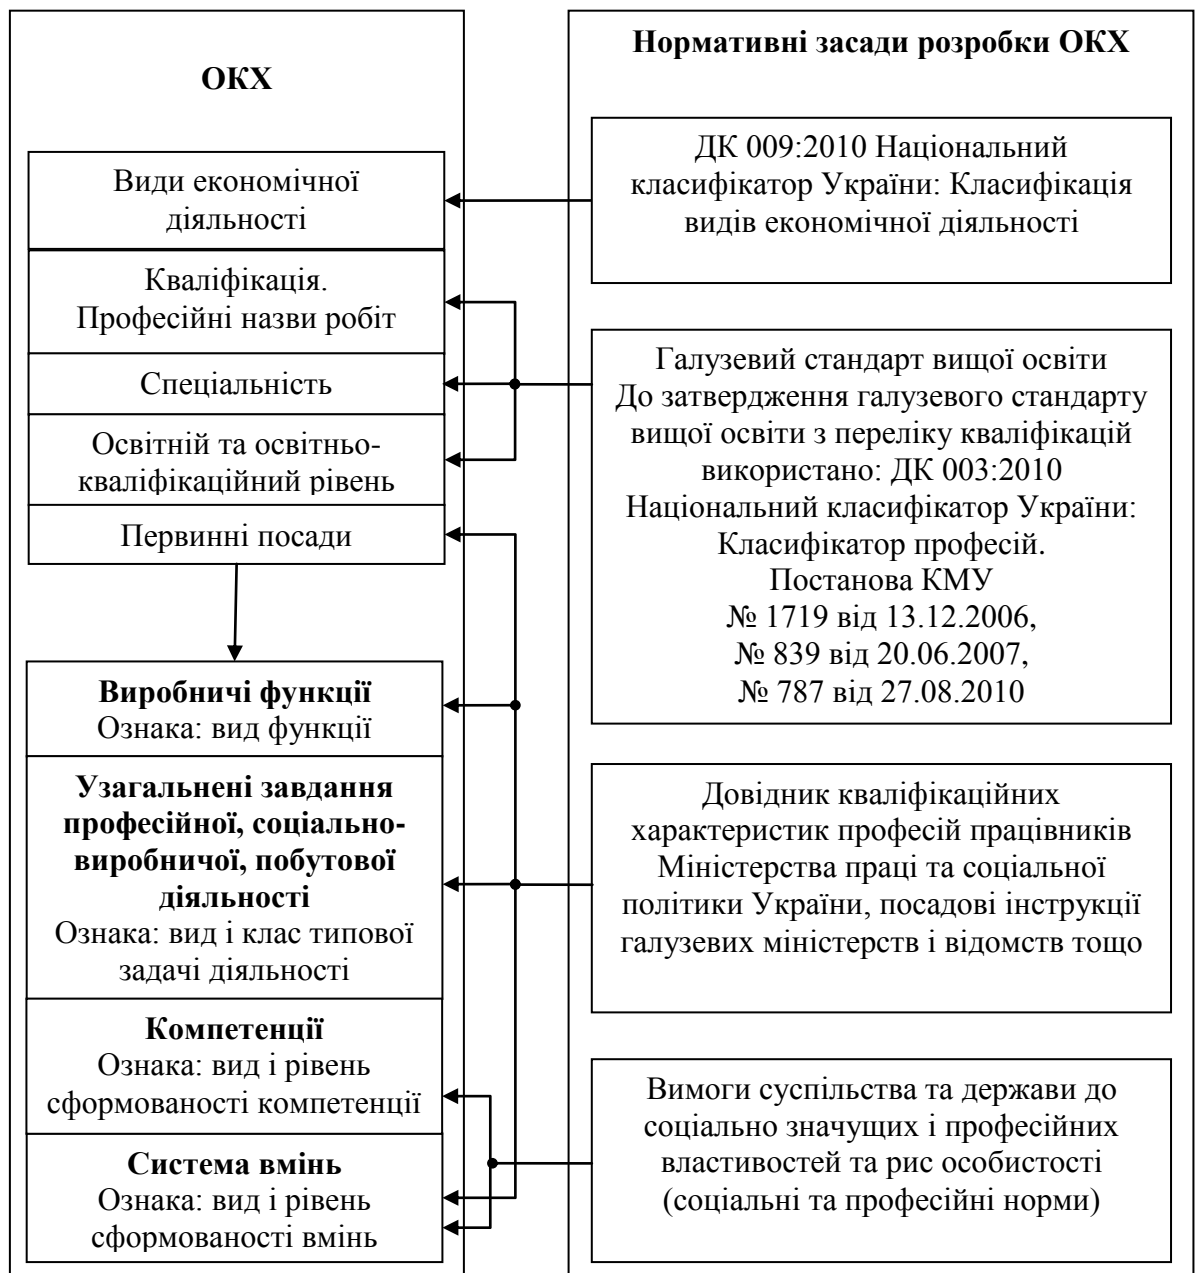 ОКХ
Види економічної
діяльності
Кваліфікація.
Професійні назви робіт
Спеціальність
Освітній та освітньо-
кваліфікаційний рівень
Первинні посади
Виробничі функції
Ознака: вид функції
Узагальнені завдання
професійної, соціально-
виробничої, побутової
діяльності
Ознака: вид і клас типової
задачі діяльності
Компетенції
Ознака: вид і рівень
сформованості компетенції
Система вмінь
Ознака: вид і рівень
сформованості вмінь
Нормативні засади розробки ОКХ
ДК 009:2010 Національний
класифікатор України: Класифікація
видів економічної діяльності
Галузевий стандарт вищої освіти
До затвердження галузевого стандарту
вищої освіти з переліку кваліфікацій
використано: ДК 003:2010
Національний класифікатор України:
Класифікатор професій.
Постанова КМУ
№ 1719 від 13.12.2006,
№ 839 від 20.06.2007,
№ 787 від 27.08.2010
Довідник кваліфікаційних
характеристик професій працівників
Міністерства праці та соціальної
політики України, посадові інструкції
галузевих міністерств і відомств тощо
Вимоги суспільства та держави до
соціально значущих і професійних
властивостей та рис особистості
(соціальні та професійні норми)